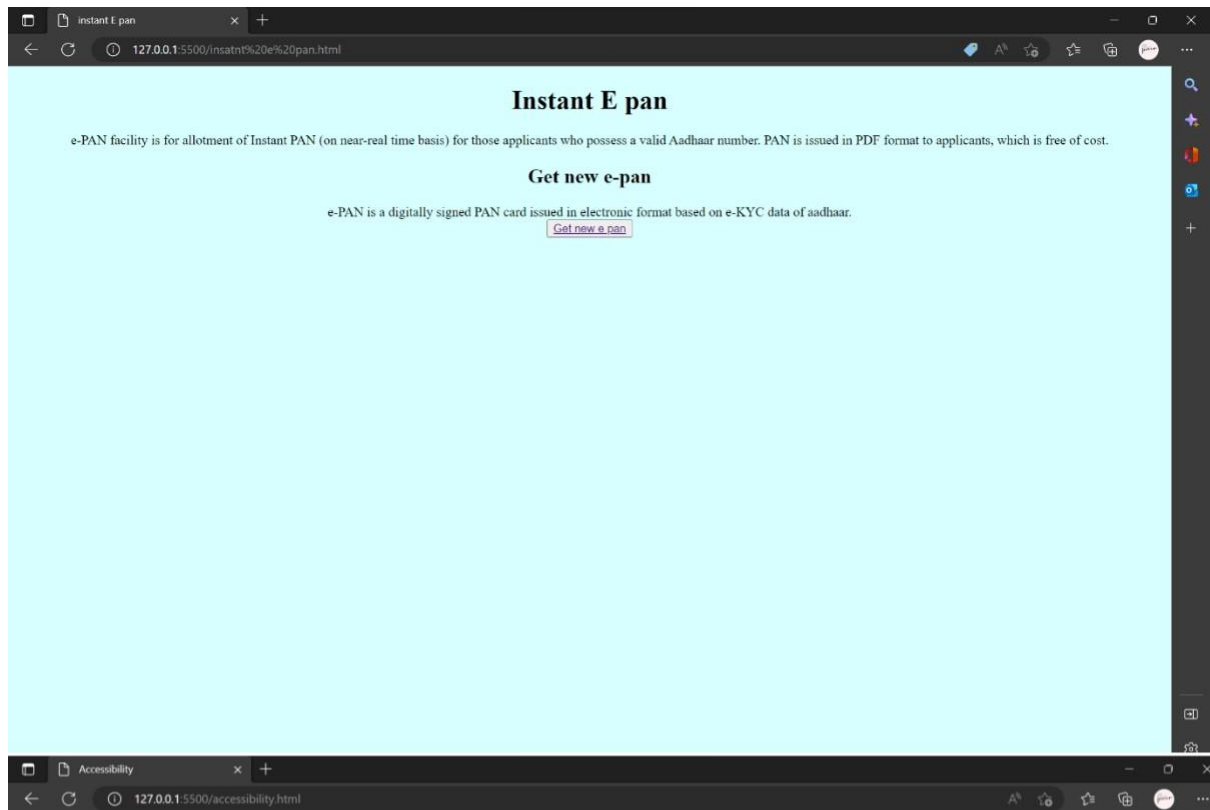 instant E pan
127.0.0.1:5500/insatnt%20e%20pan.html
Instant E pan
e-PAN facility is for allotment of Instant PAN (on near-real time basis) for those applicants who possess a valid Aadhaar number. PAN is issued in PDF format to applicants, which is free of cost.
Get new e-pan
e-PAN is a digitally signed PAN card issued in electronic format based on e-KYC data of aadhaar.
Get new e pan
Accessibility
127.0.0.1:5500/accessibility.html